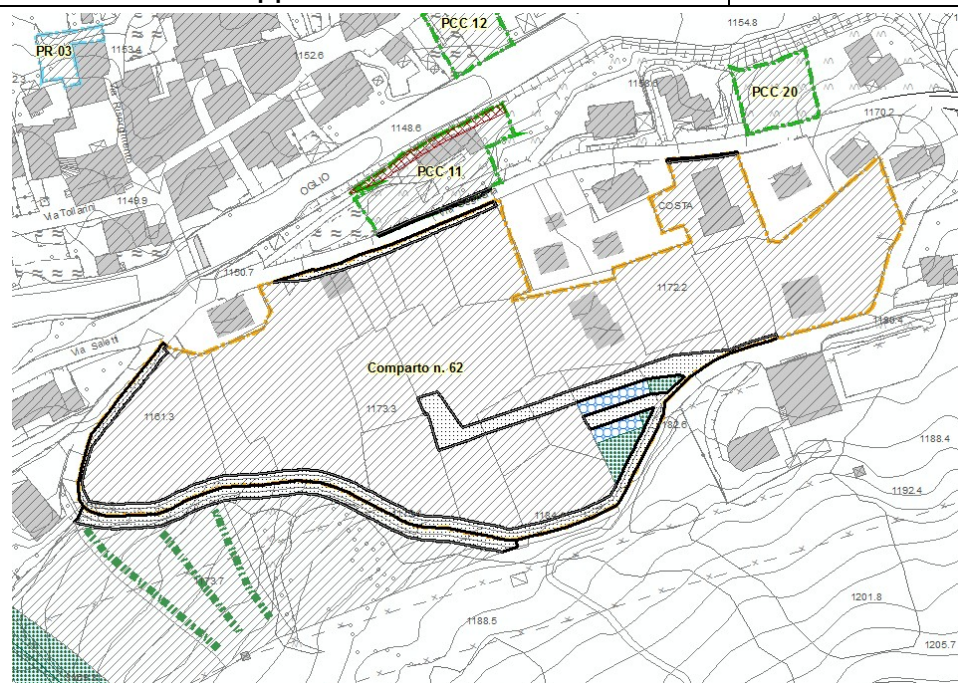 PCC 12
1154.8
PR 03
1153.4
1152.6
PCC 20
1170.2
1148.6
PCC 11
OGLIO
Via Tollarini
1149.9
COSTA
1150.7
1172.2
1180.4
Via Saletti
Comparto n. 62
1161.3
1173.3
1182.6
1188.4
1192.4
1173.7
1201.8
1188.5
1205.7